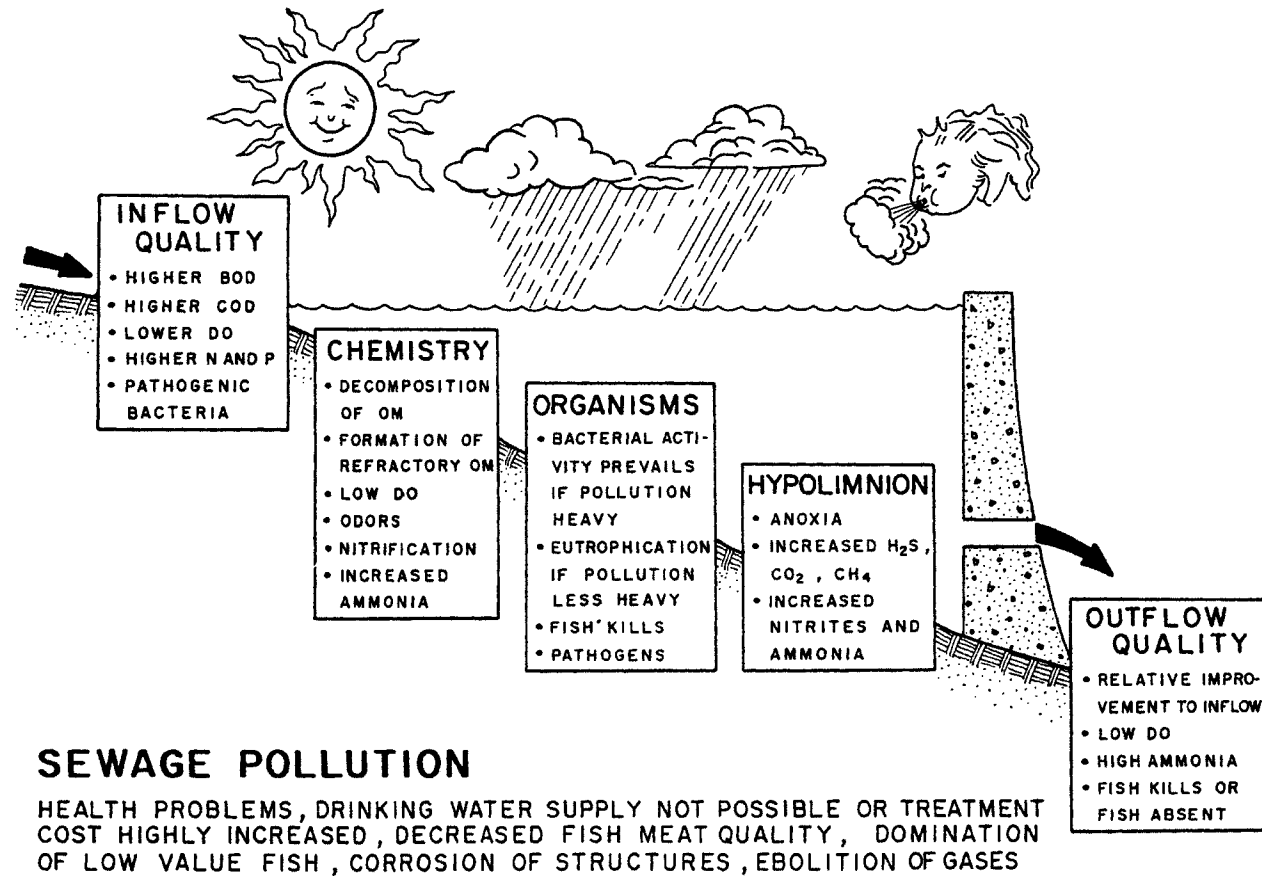 INFLOW
QUALITY
• HIGHER BOD
• HIGHER COD
• LOWER DO
• HIGHER N AND P
• PATHOGENIC
BACTERIA
CHEMISTRY
• DECOMPOSITION
OF OM
• FORMATION OF
REFRACTORY OM
• LOW DO
• ODORS
• NITRIFICATION
• INCREASED
AMMONIA
ORGANISMS
• BACTERIAL ACTI-
VITY PREVAILS
IF POLLUTION
HEAVY
• EUTROPHICATION
IF POLLUTION
LESS HEAVY
• FISH KILLS
• PATHOGENS
HYPOLIMNION
• ANOXIA
• INCREASED H₂S,
CO₂ , CH₄
• INCREASED
NITRITES AND
AMMONIA
OUTFLOW
QUALITY
• RELATIVE IMPRO-
VEMENT TO INFLOW
• LOW DO
• HIGH AMMONIA
• FISH KILLS OR
FISH ABSENT
SEWAGE POLLUTION
HEALTH PROBLEMS, DRINKING WATER SUPPLY NOT POSSIBLE OR TREATMENT
COST HIGHLY INCREASED, DECREASED FISH MEAT QUALITY, DOMINATION
OF LOW VALUE FISH, CORROSION OF STRUCTURES, EBOLITION OF GASES